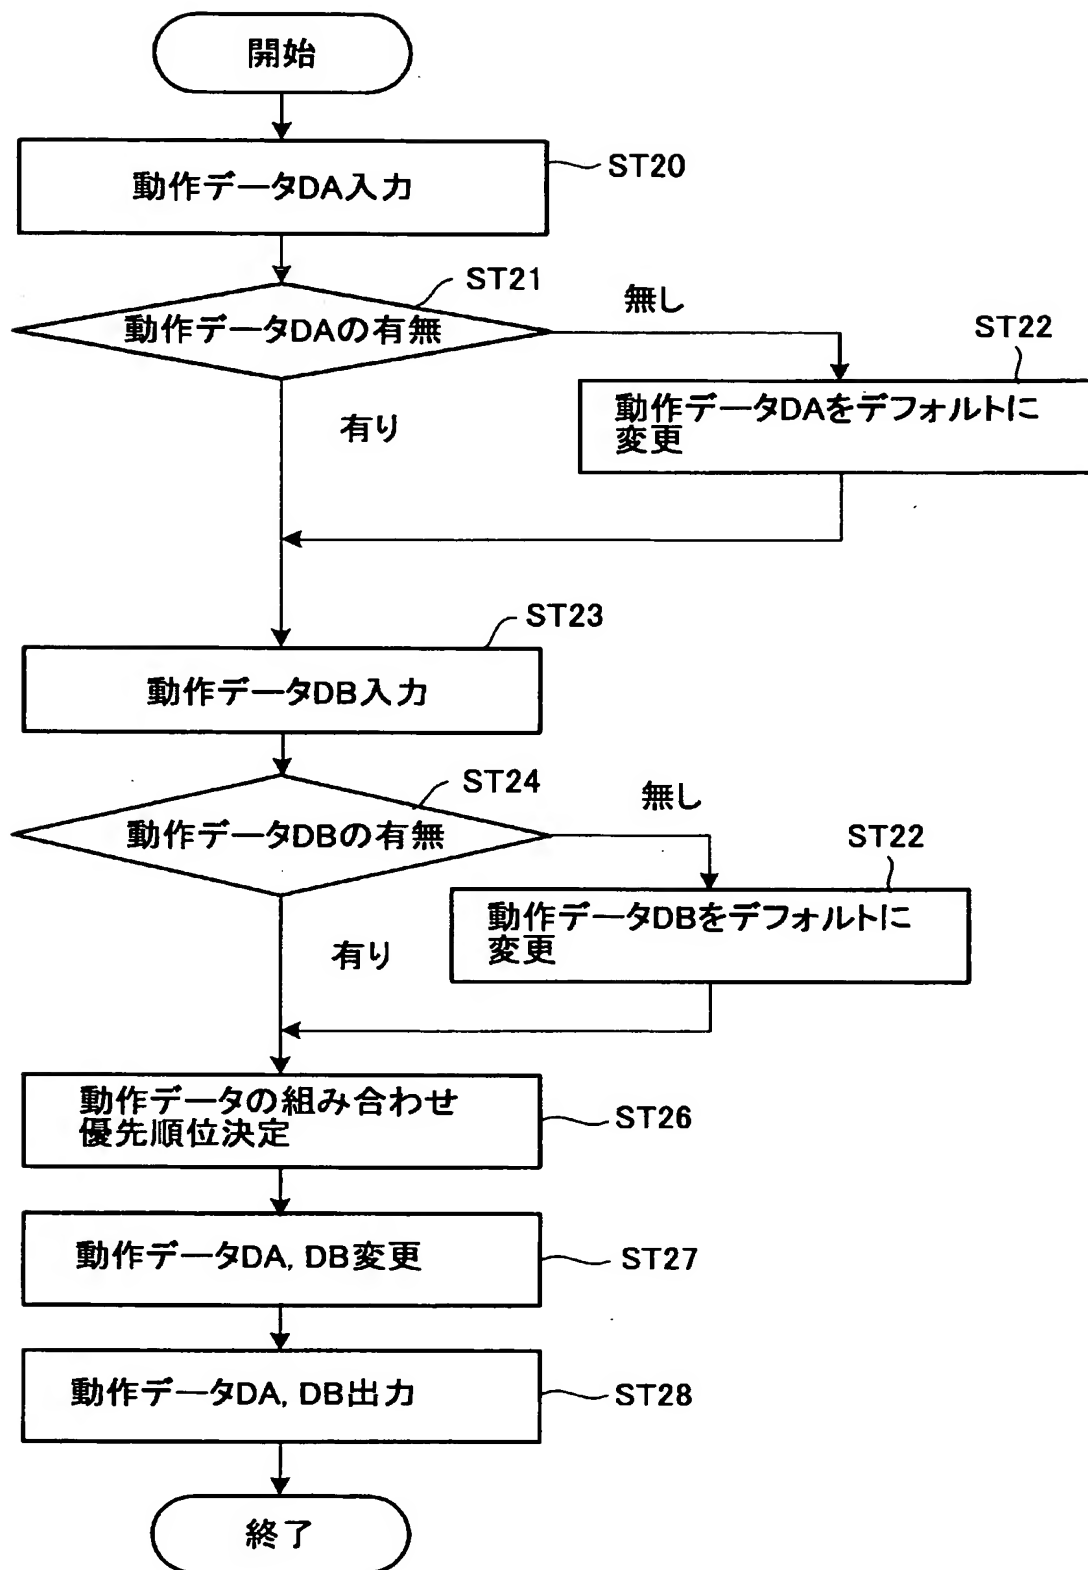 開始
動作データDA入力
ST20
動作データDAの有無
ST21
無し
有り
ST22
動作データDAをデフォルトに
変更
ST23
動作データDB入力
ST24
動作データDBの有無
無し
有り
ST22
動作データDBをデフォルトに
変更
動作データの組み合わせ
優先順位決定
ST26
動作データDA, DB変更
ST27
動作データDA, DB出力
ST28
終了